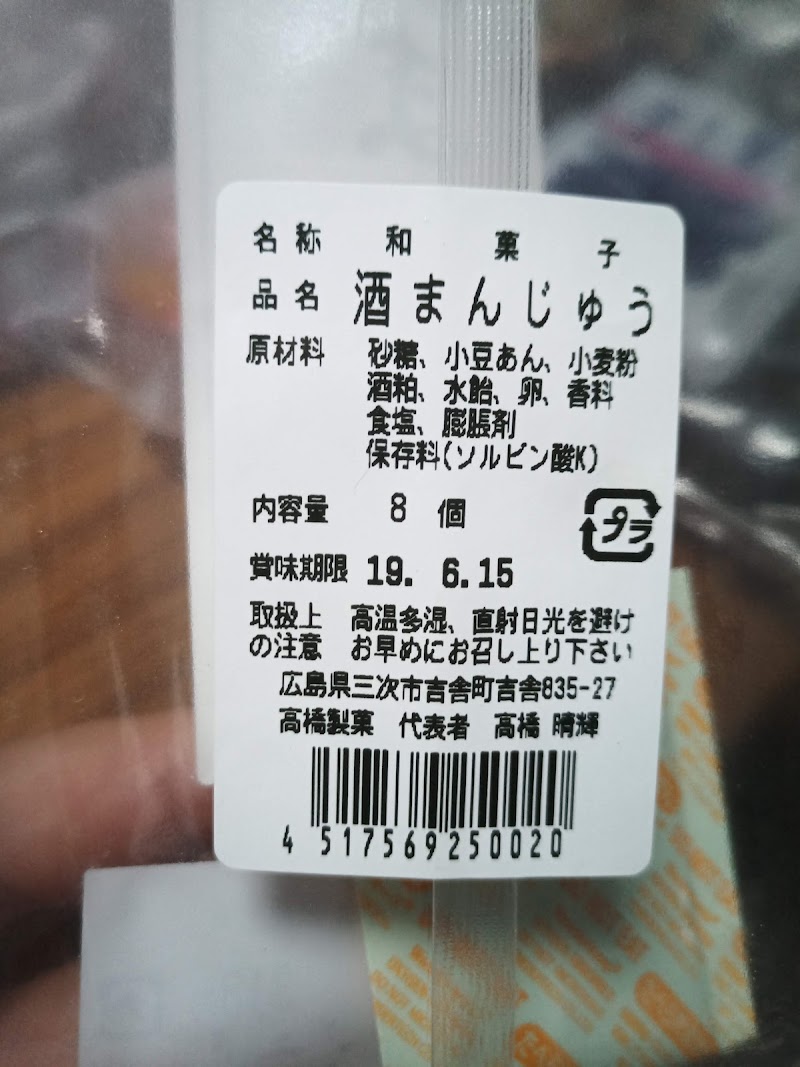 名称 和菓子
品名 酒まんじゅう
原材料 砂糖、小豆あん、小麦粉
酒粕、水飴、卵、香料
食塩、膨脹剤
保存料(ソルビン酸K)
内容量 8個
プラ
賞味期限 19. 6.15
取扱上 高温多湿、直射日光を避け
の注意 お早めにお召し上り下さい
広島県三次市吉舎町吉舎835-27
高橋製菓 代表者 高橋 晴輝
4517569250020